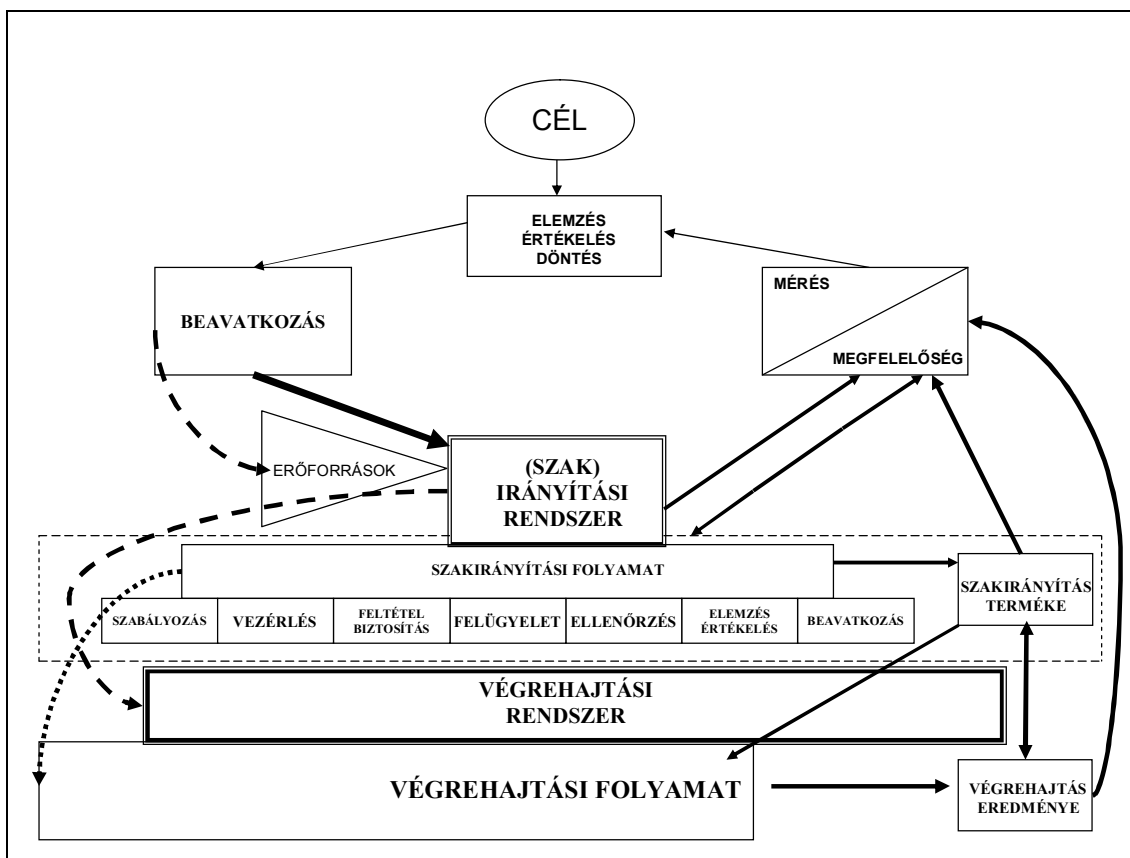 CÉL
ELEMZÉS
ÉRTÉKELÉS
DÖNTÉS
BEAVATKOZÁS
MÉRÉS
MEGFELELŐSÉG
ERŐFORRÁSOK
(SZAK)
IRÁNYÍTÁSI
RENDSZER
SZAKIRÁNYÍTÁSI FOLYAMAT
SZAKIRÁNYÍTÁS
TERMÉKE
SZABÁLYOZÁS
VEZÉRLÉS
FELTÉTEL
BIZTOSÍTÁS
FELÜGYELET
ELLENŐRZÉS
ELEMZÉS
ÉRTÉKELÉS
BEAVATKOZÁS
VÉGREHAJTÁSI
RENDSZER
VÉGREHAJTÁSI FOLYAMAT
VÉGREHAJTÁS
EREDMÉNYE